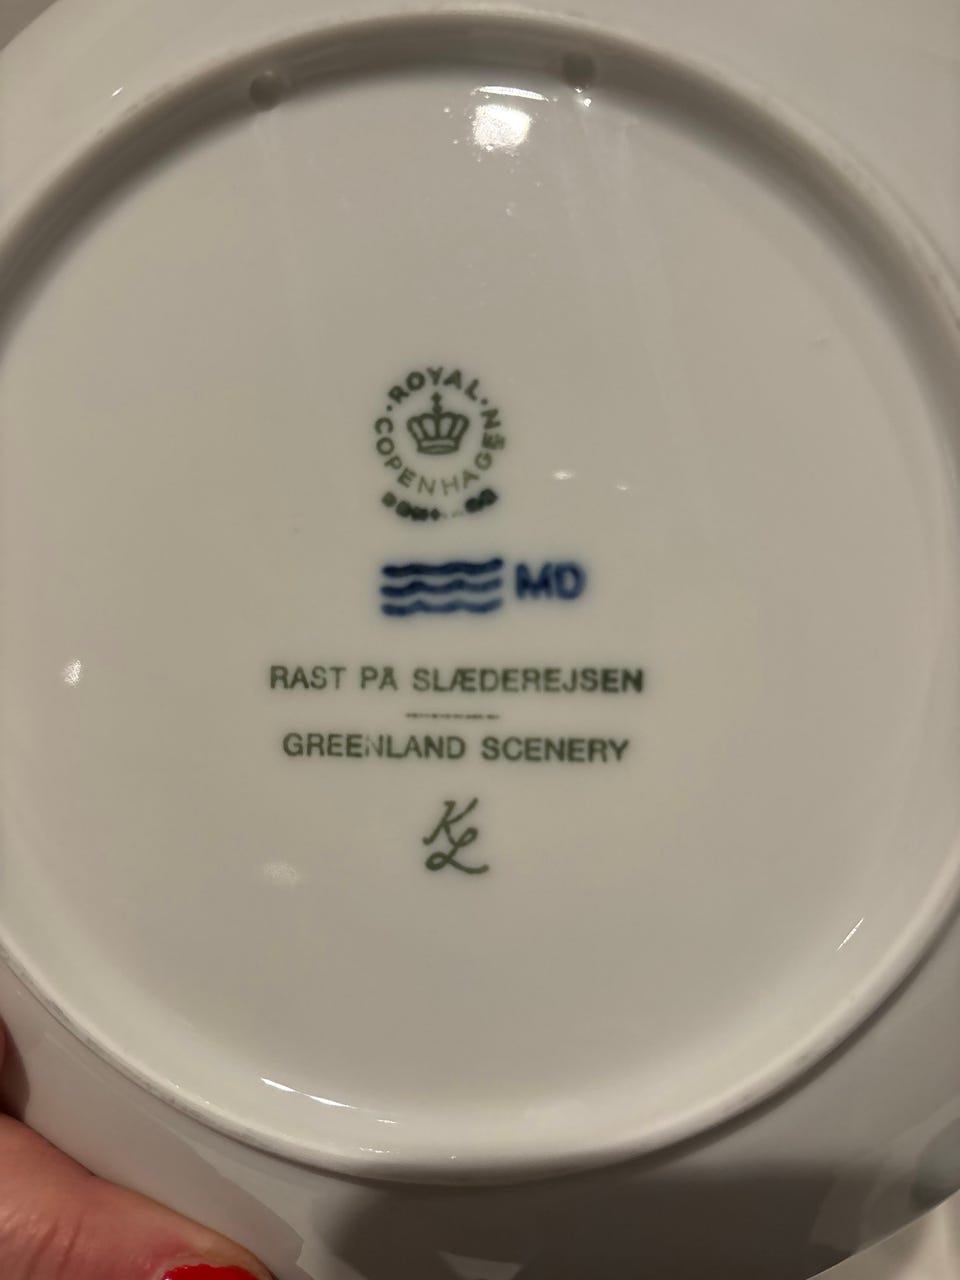 ROYAL
COPENHAGEN
MD
RAST PÅ SLÆDEREJSEN
GREENLAND SCENERY
KL